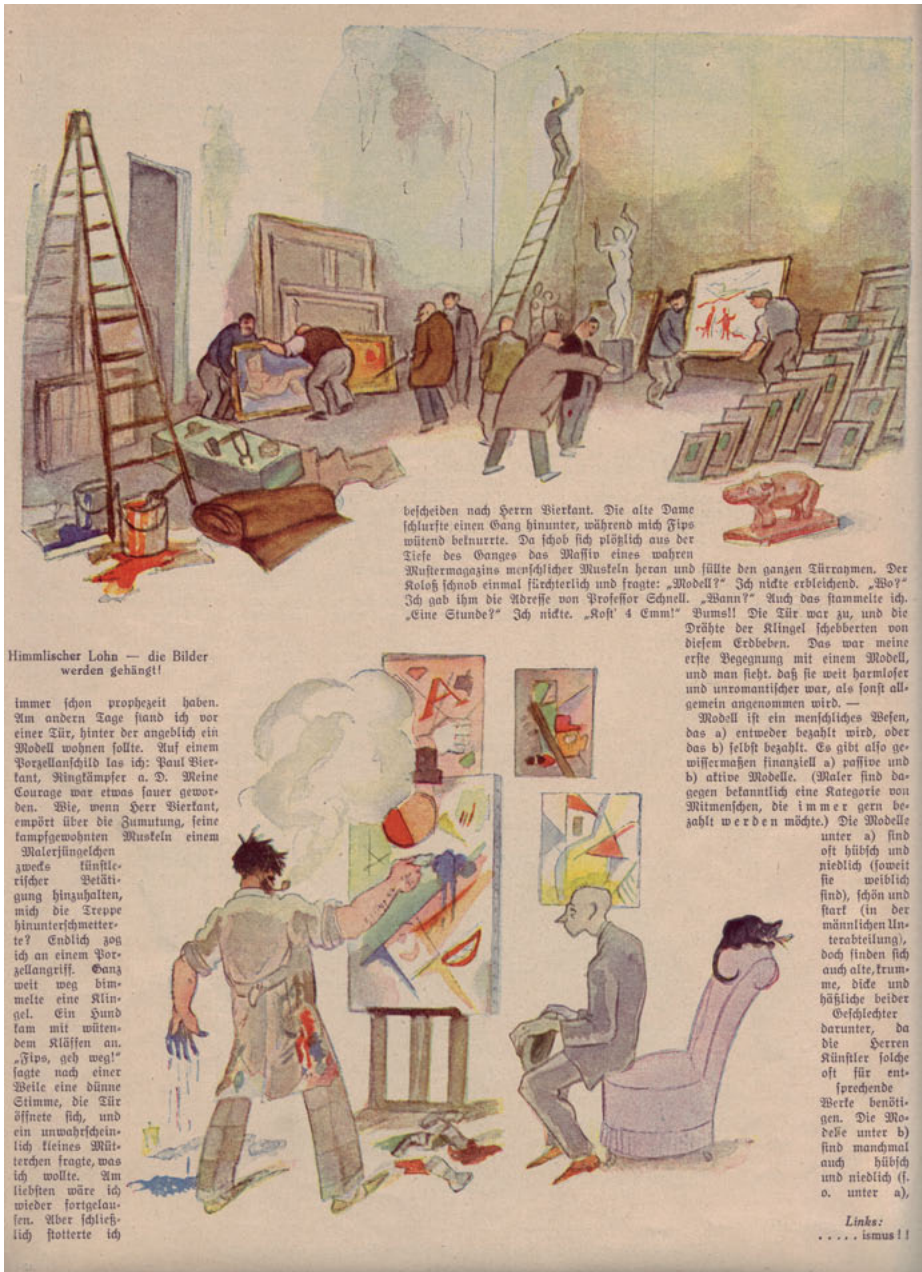 Himmlischer Lohn — die Bilder
werden gehängt!
immer schon prophezeit haben.
Am andern Tage stand ich vor
einer Tür, hinter der angeblich ein
Modell wohnen sollte. Auf einem
Porzellanschild las ich: Paul Vier-
kant, Ringkämpfer a. D. Meine
Courage war etwas sauer gewor-
den. Wie, wenn Herr Vierkant,
empört über die Zumutung, seine
kampfgewohnten Muskeln einem
Malerjüngelchen
zwecks künstle-
rischer Betäti-
gung hinzuhalten,
mich die Treppe
hinunterschmetter-
te? Endlich zog
ich an einem Por-
zellangriff. Ganz
weit weg bim-
melte eine Klin-
gel. Ein Hund
kam mit wüten-
dem Kläffen an.
„Fips, geh weg!“
sagte nach einer
Weile eine dünne
Stimme, die Tür
öffnete sich, und
ein unwahrschein-
lich kleines Müt-
terchen fragte, was
ich wollte. Am
liebsten wäre ich
wieder fortgelau-
fen. Aber schließ-
lich stotterte ich
bescheiden nach Herrn Vierkant. Die alte Dame
schlurfte einen Gang hinunter, während mich Fips
wütend beknurrte. Da schob sich plötzlich aus der
Tiefe des Ganges das Massiv eines wahren
Mustermagazins menschlicher Muskeln heran und füllte den ganzen Türrahmen. Der
Koloß schnob einmal fürchterlich und fragte: „Modell?“ Ich nickte erbleichend. „Wo?“
Ich gab ihm die Adresse von Professor Schnell. „Wann?“ Auch das stammelte ich.
„Eine Stunde?“ Ich nickte. „Kost' 4 Emm!“ Bums!! Die Tür war zu, und die
Drähte der Klingel schebberten von
diesem Erdbeben. Das war meine
erste Begegnung mit einem Modell,
und man sieht. daß sie weit harmloser
und unromantischer war, als sonst all-
gemein angenommen wird. —
Modell ist ein menschliches Wesen,
das a) entweder bezahlt wird, oder
das b) selbst bezahlt. Es gibt also ge-
wissermaßen finanziell a) passive und
b) aktive Modelle. (Maler sind da-
gegen bekanntlich eine Kategorie von
Mitmenschen, die immer gern be-
zahlt werden möchte.) Die Modelle
unter a) sind
oft hübsch und
niedlich (soweit
sie weiblich
sind), schön und
stark (in der
männlichen Un-
terabteilung),
doch finden sich
auch alte, krum-
me, dicke und
häßliche beider
Geschlechter
darunter, da
die Herren
Künstler solche
oft für ent-
sprechende
Werke benöti-
gen. Die Mo-
delle unter b)
sind manchmal
auch hübsch
und niedlich (s.
o. unter a),
Links:
. . . . . ismus!!